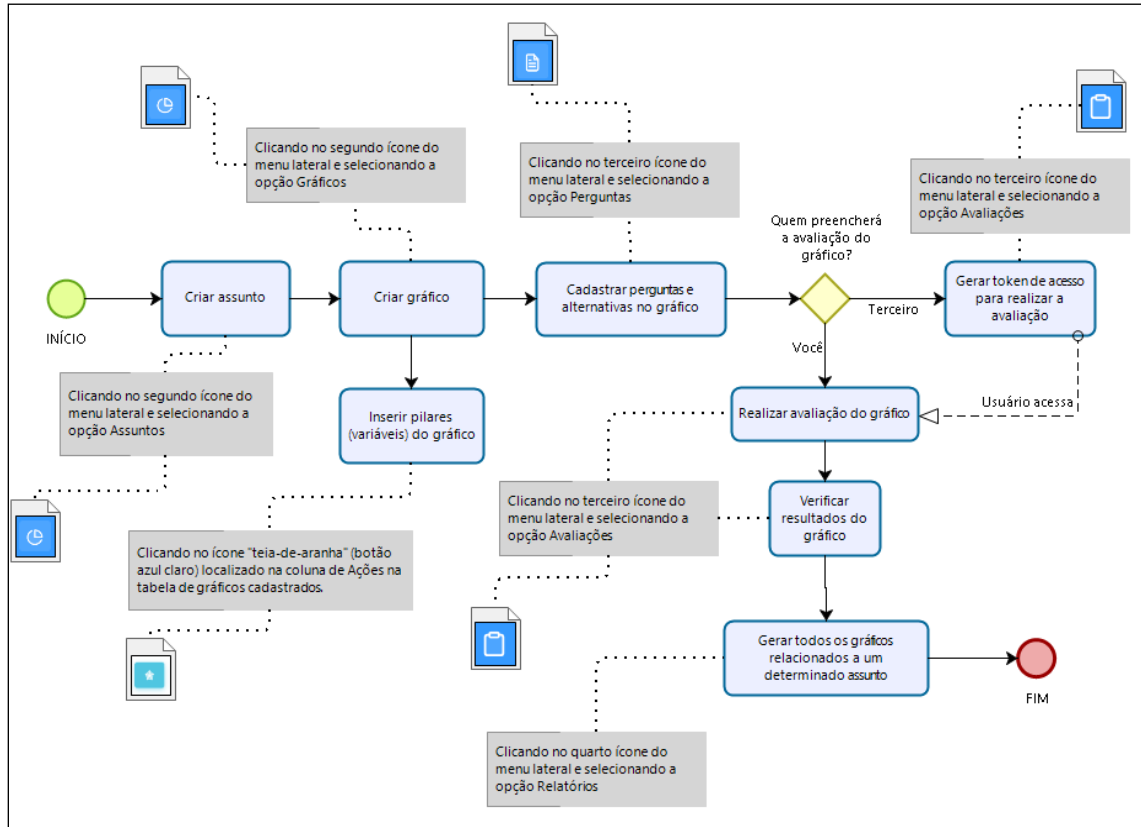 Clicando no segundo ícone do
menu lateral e selecionando a
opção Gráficos
Clicando no terceiro ícone do
menu lateral e selecionando a
opção Perguntas
Clicando no terceiro ícone do
menu lateral e selecionando a
opção Avaliações
Quem preencherá
a avaliação do
gráfico?
INÍCIO
Criar assunto
Criar gráfico
Cadastrar perguntas e
alternativas no gráfico
Terceiro
Gerar token de acesso
para realizar a
avaliação
Você
Clicando no segundo ícone do
menu lateral e selecionando a
opção Assuntos
Inserir pilares
(variáveis) do gráfico
Realizar avaliação do gráfico
Usuário acessa
Clicando no terceiro ícone do
menu lateral e selecionando a
opção Avaliações
Verificar
resultados do
gráfico
Clicando no ícone "teia-de-aranha" (botão
azul claro) localizado na coluna de Ações na
tabela de gráficos cadastrados.
Gerar todos os gráficos
relacionados a um
determinado assunto
FIM
Clicando no quarto ícone do
menu lateral e selecionando a
opção Relatórios